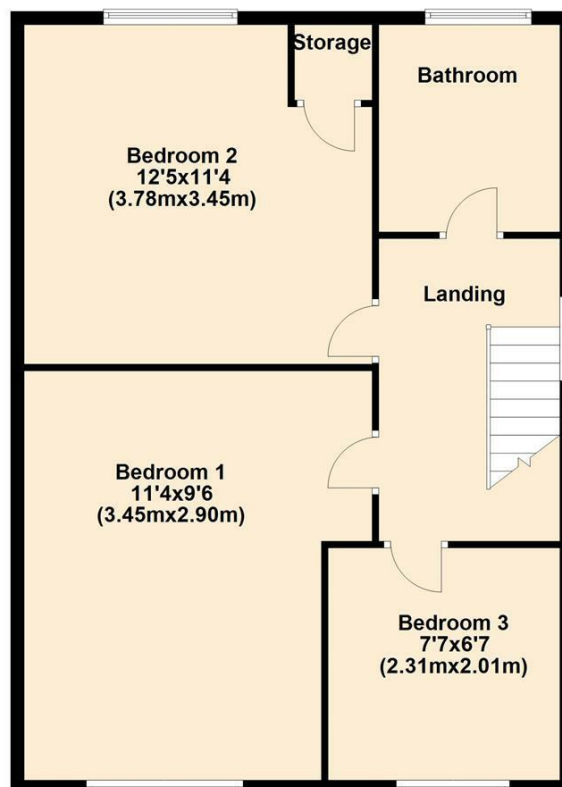 Storage
Bathroom
Bedroom 2
12'5x11'4
(3.78mx3.45m)
Landing
Bedroom 1
11'4x9'6
(3.45mx2.90m)
Bedroom 3
7'7x6'7
(2.31mx2.01m)